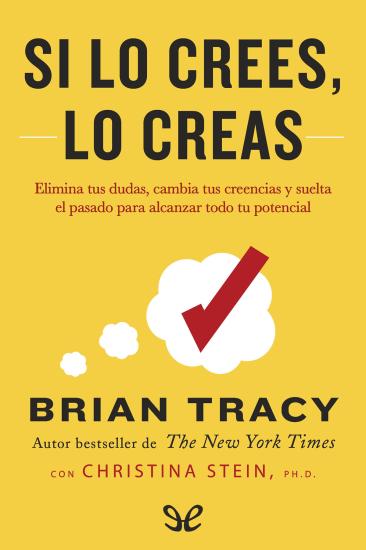 SI LO CREES,
LO CREAS
Elimina tus dudas, cambia tus creencias y suelta
el pasado para alcanzar todo tu potencial
BRIAN TRACY
Autor bestseller de The New York Times
CON CHRISTINA STEIN, PH.D.